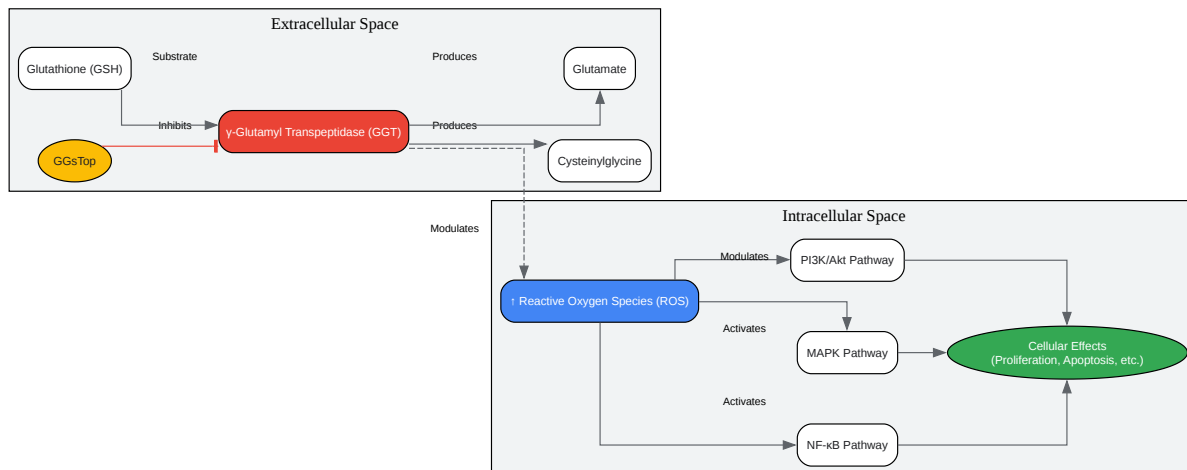 Extracellular Space
Glutathione (GSH)
Substrate
Produces
Glutamate
Inhibits
γ-Glutamyl Transpeptidase (GGT)
Produces
GGsTop
Cysteinylglycine
Modulates
Intracellular Space
Modulates
PI3K/Akt Pathway
↑ Reactive Oxygen Species (ROS)
Activates
MAPK Pathway
Cellular Effects
(Proliferation, Apoptosis, etc.)
Activates
NF-κB Pathway